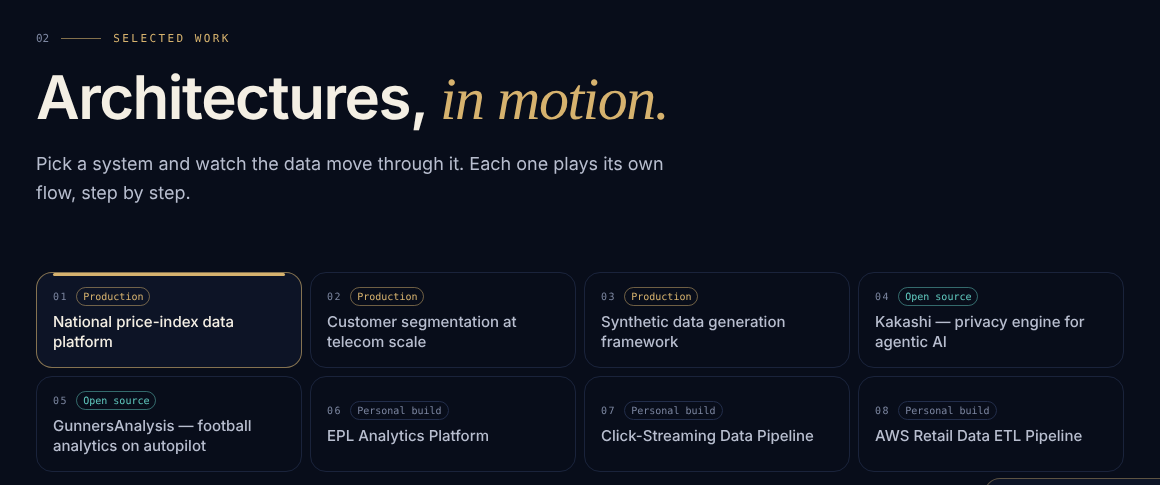 02 SELECTED WORK
Architectures, in motion.
Pick a system and watch the data move through it. Each one plays its own
flow, step by step.
01 Production
National price-index data
platform
02 Production
Customer segmentation at
telecom scale
03 Production
Synthetic data generation
framework
04 Open source
Kakashi — privacy engine for
agentic AI
05 Open source
GunnersAnalysis — football
analytics on autopilot
06 Personal build
EPL Analytics Platform
07 Personal build
Click-Streaming Data Pipeline
08 Personal build
AWS Retail Data ETL Pipeline